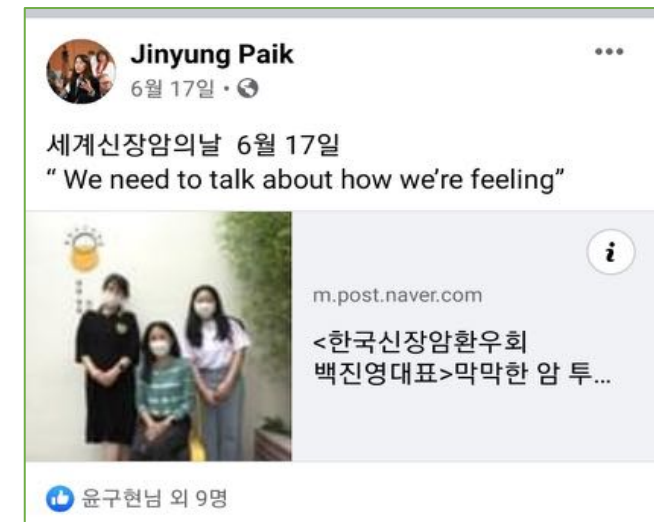 Jinyung Paik
6월 17일
세계신장암의날 6월 17일
“ We need to talk about how we’re feeling”
i
m.post.naver.com
<한국신장암환우회
백진영대표>막막한 암 투...
윤구현님 외 9명